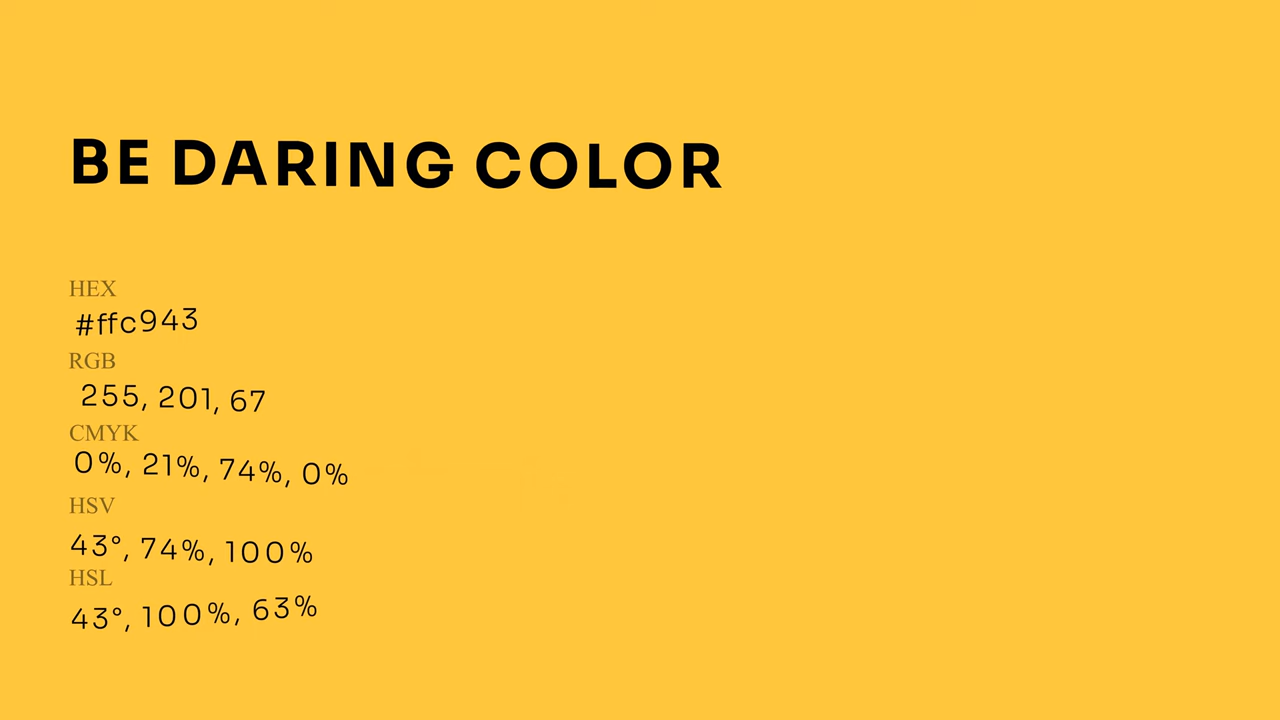 BE DARING COLOR
HEX
#ffc943
RGB
255, 201, 67
CMYK
0%, 21%, 74%, 0%
HSV
43°, 74%, 100%
HSL
43°, 100%, 63%